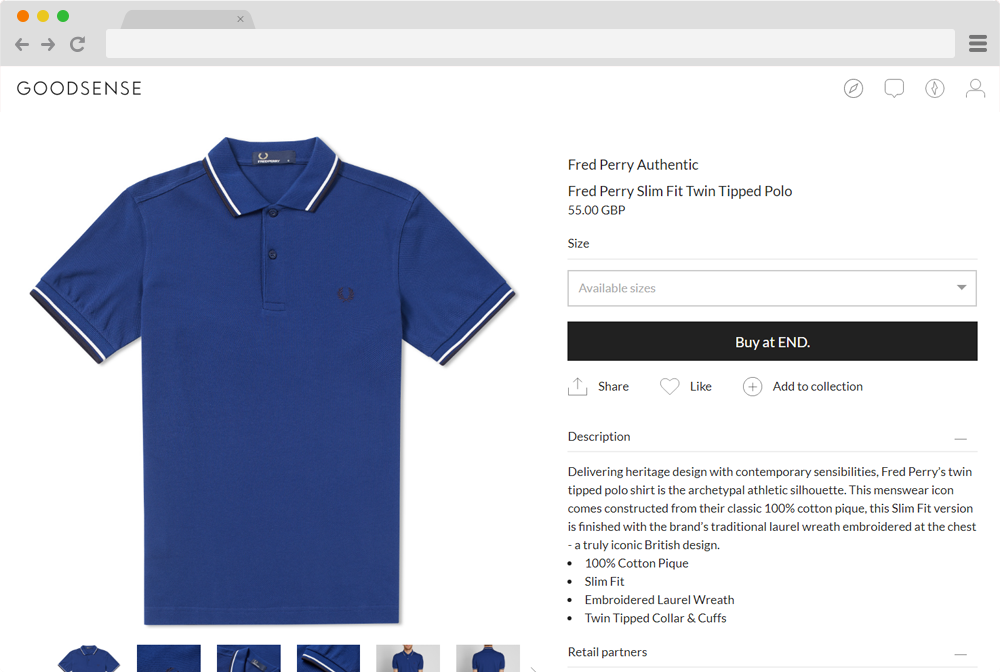 GOODSENSE
FRED PERRY
Fred Perry Authentic
Fred Perry Slim Fit Twin Tipped Polo
55.00 GBP
Size
Available sizes
Buy at END.
Share
Like
Add to collection
Description
Delivering heritage design with contemporary sensibilities, Fred Perry's twin
tipped polo shirt is the archetypal athletic silhouette. This menswear icon
comes constructed from their classic 100% cotton pique, this Slim Fit version
is finished with the brand's traditional laurel wreath embroidered at the chest
- a truly iconic British design.
• 100% Cotton Pique
• Slim Fit
• Embroidered Laurel Wreath
• Twin Tipped Collar & Cuffs
Retail partners